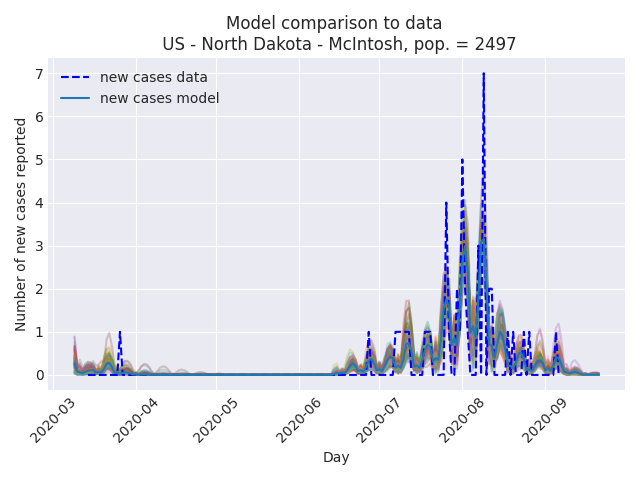 Model comparison to data
US - North Dakota - McIntosh, pop. = 2497
new cases data
new cases model
Number of new cases reported
7
6
5
4
3
2
1
0
2020-03
2020-04
2020-05
2020-06
2020-07
2020-08
2020-09
Day